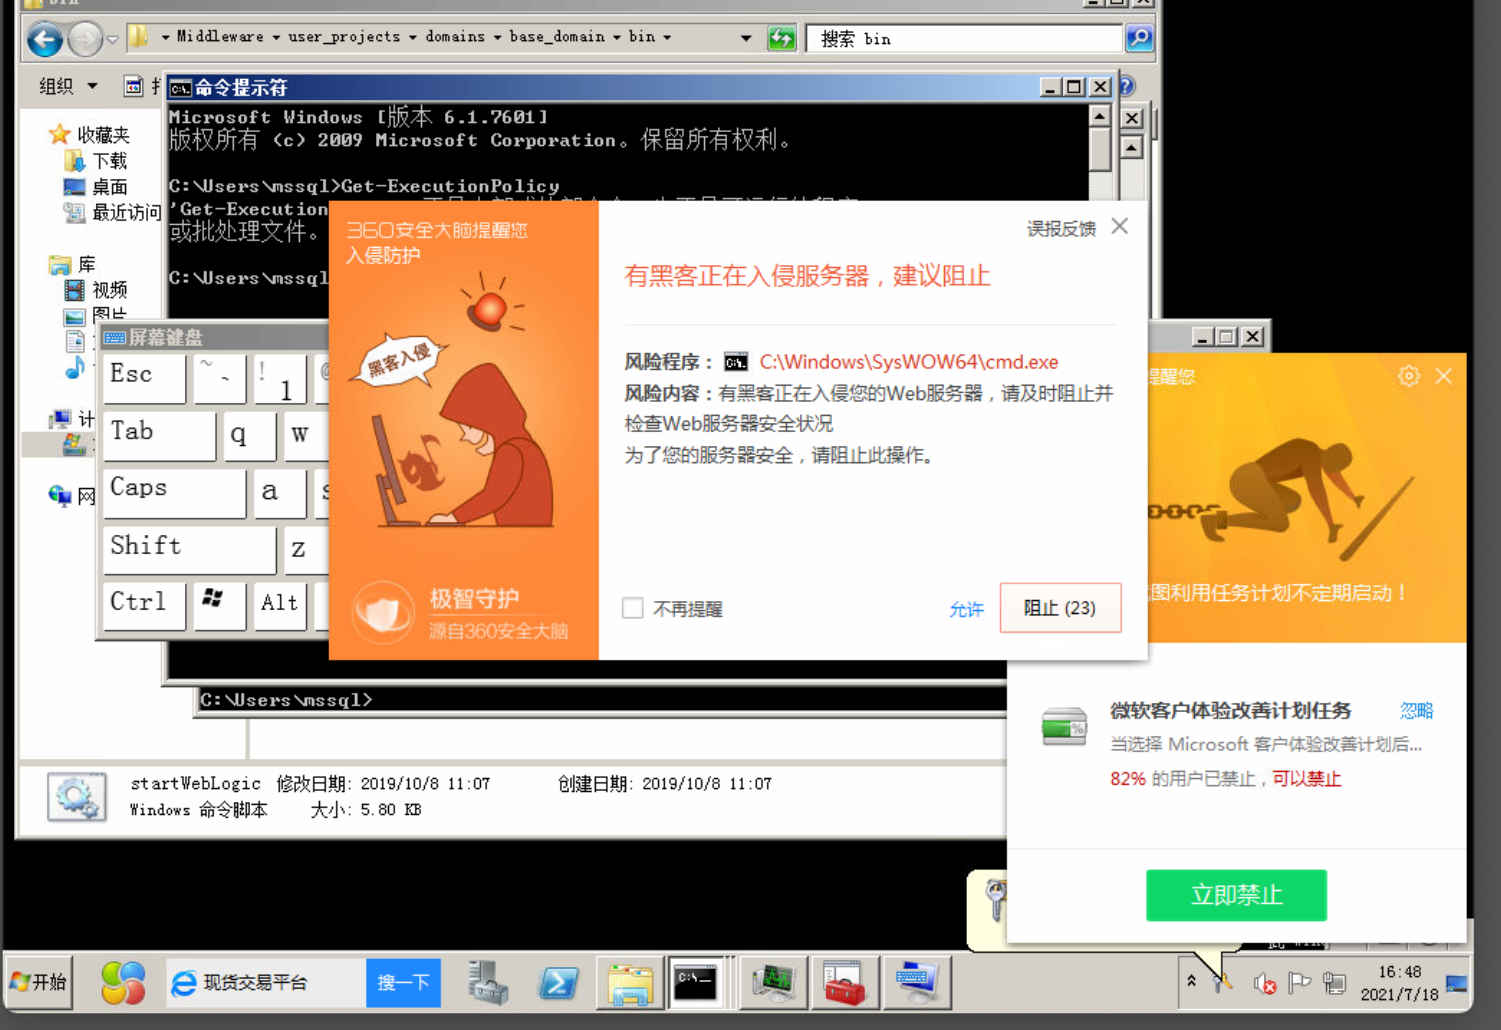 bin
Middleware user_projects domains base_domain bin
搜索 bin
组织
命令提示符
Microsoft Windows [版本 6.1.7601]
版权所有 (c) 2009 Microsoft Corporation。保留所有权利。
C:\Users\mssql>Get-ExecutionPolicy
'Get-Execution
或批处理文件。
C:\Users\mssql
收藏夹
下载
桌面
最近访问
库
视频
图片
计
网
屏幕键盘
Esc ~ 、 ! 1 @
Tab q w
Caps a s
Shift z
Ctrl Alt
360安全大脑提醒您
入侵防护
黑客入侵
极智守护
源自360安全大脑
误报反馈
有黑客正在入侵服务器，建议阻止
风险程序： C:\Windows\SysWOW64\cmd.exe
风险内容：有黑客正在入侵您的Web服务器，请及时阻止并
检查Web服务器安全状况
为了您的服务器安全，请阻止此操作。
不再提醒
允许
阻止 (23)
提醒您
图利用任务计划不定期启动！
微软客户体验改善计划任务 忽略
当选择 Microsoft 客户体验改善计划后...
82% 的用户已禁止，可以禁止
立即禁止
C:\Users\mssql>
startWebLogic 修改日期: 2019/10/8 11:07 创建日期: 2019/10/8 11:07
Windows 命令脚本 大小: 5.80 KB
开始
现货交易平台
搜一下
16:48
2021/7/18